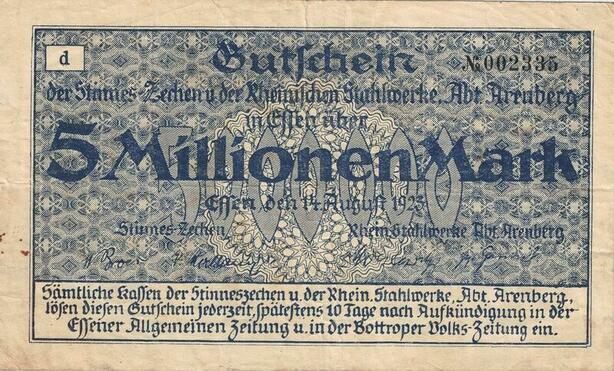 d
Gutschein
№002335
der Stinnes-Zechen u. der Rheinischen Stahlwerke, Abt. Arenberg
in Essen über
5 Millionen Mark
Essen, den 14. August 1923
Stinnes-Zechen Rhein. Stahlwerke Abt. Arenberg
Sämtliche Kassen der Stinneszechen u. der Rhein. Stahlwerke, Abt. Arenberg,
lösen diesen Gutschein jederzeit, spätestens 10 Tage nach Aufkündigung in der
Essener Allgemeinen Zeitung u. in der Bottroper Volks-Zeitung ein.